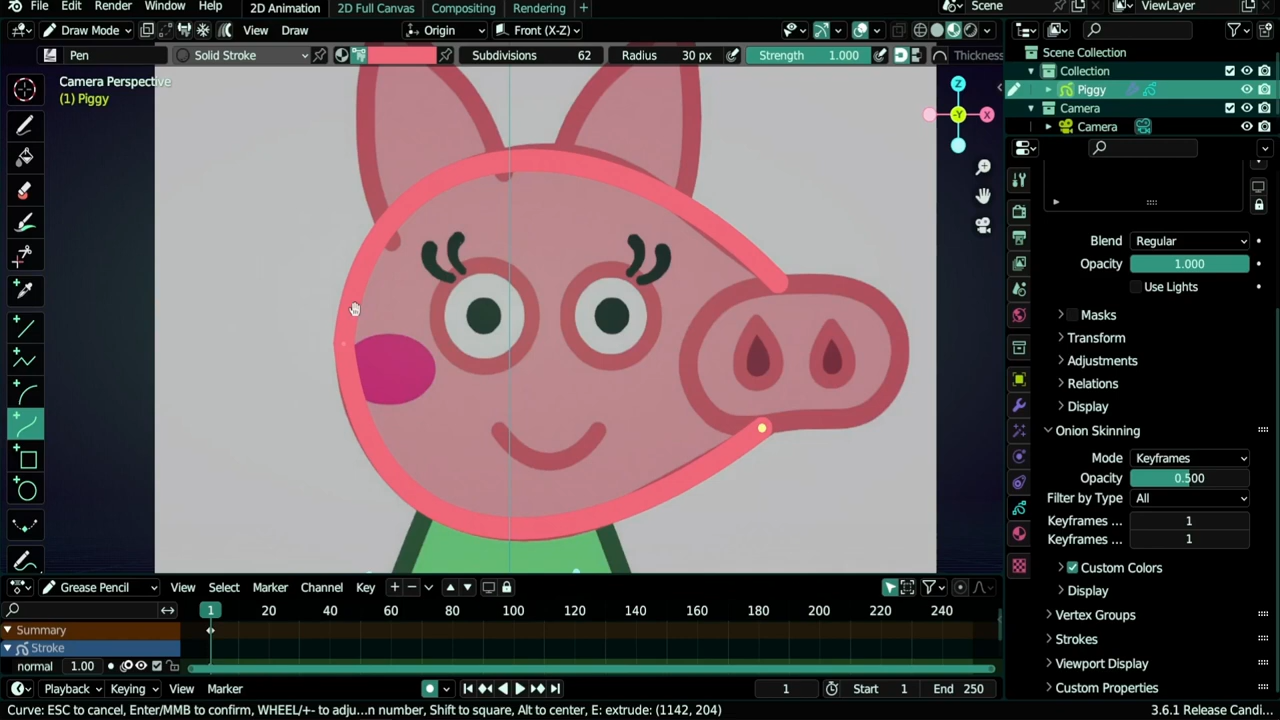 File Edit Render Window Help 2D Animation 2D Full Canvas Compositing Rendering + Scene ViewLayer
Draw Mode View Draw Origin Front (X-Z)
Pen Solid Stroke Subdivisions 62 Radius 30 px Strength 1.000 Thickness
Camera Perspective
(1) Piggy
Z
-Y X
Scene Collection
Collection
Piggy
Camera
Camera
Blend Regular
Opacity 1.000
Use Lights
Masks
Transform
Adjustments
Relations
Display
Onion Skinning
Mode Keyframes
Opacity 0.500
Filter by Type All
Keyframes ... 1
Keyframes ... 1
Custom Colors
Display
Vertex Groups
Strokes
Viewport Display
Custom Properties
Grease Pencil View Select Marker Channel Key
1 20 40 60 80 100 120 140 160 180 200 220 240
Summary
Stroke
normal 1.00
Playback Keying View Marker 1 Start 1 End 250
Curve: ESC to cancel, Enter/MMB to confirm, WHEEL/+- to adju...n number, Shift to square, Alt to center, E: extrude: (1142, 204) 3.6.1 Release Candi...